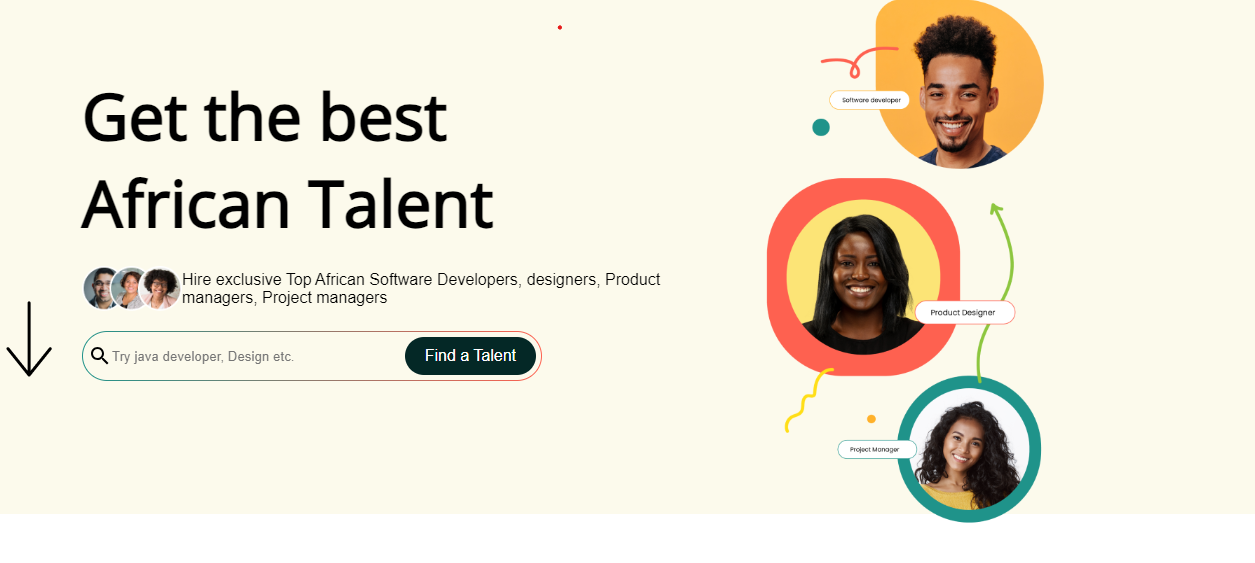 Get the best
African Talent
Hire exclusive Top African Software Developers, designers, Product
managers, Project managers
Try java developer, Design etc.
Find a Talent
Software developer
Product Designer
Project Manager